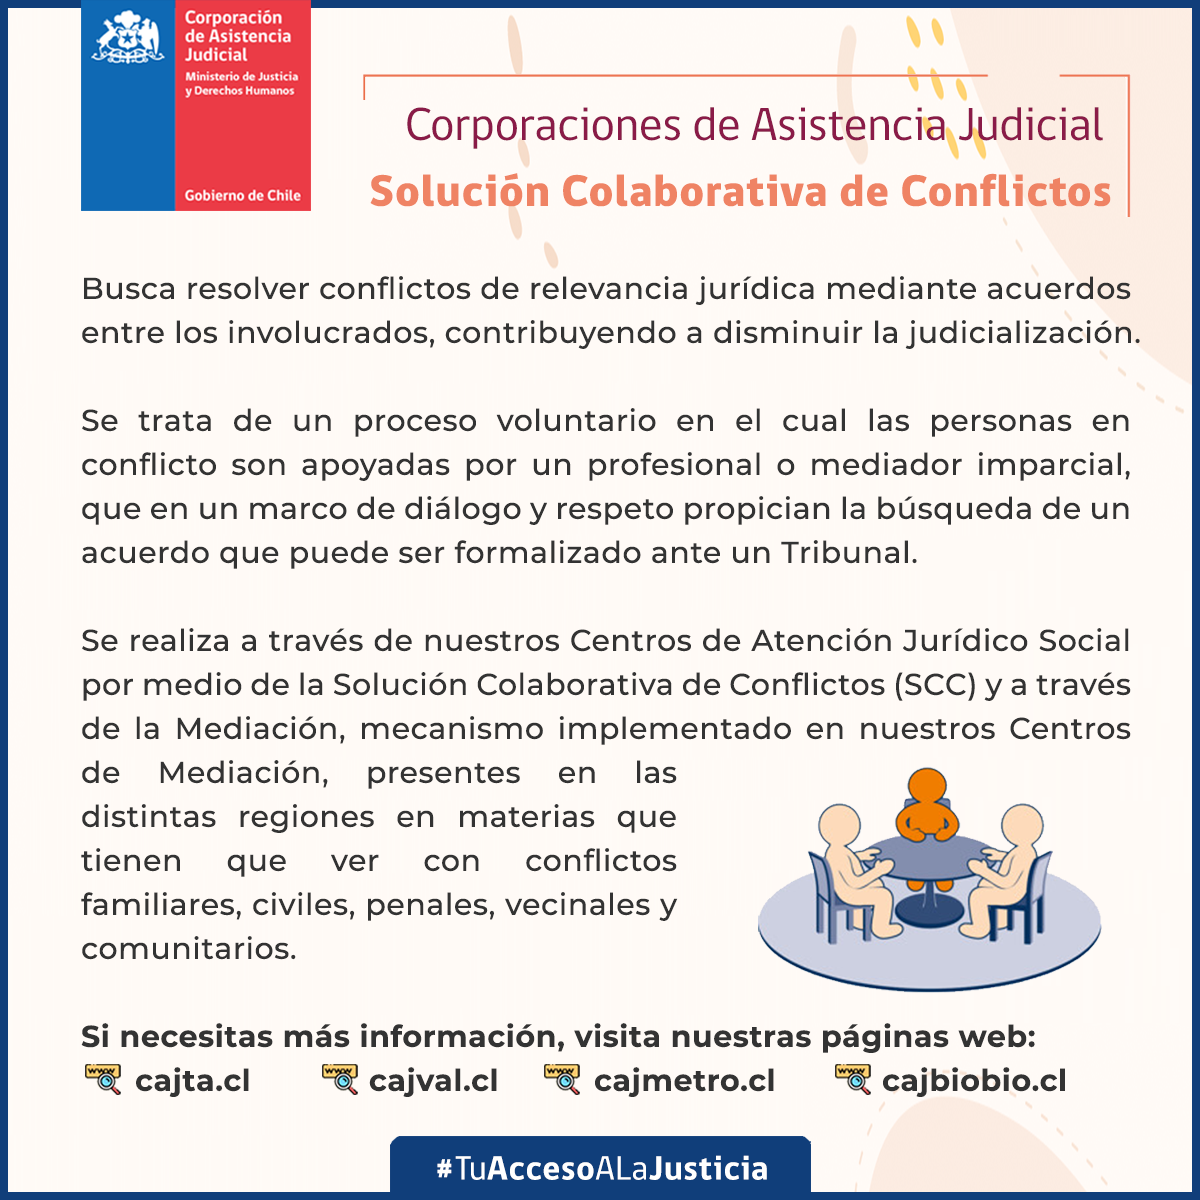 Corporación
de Asistencia
Judicial
Ministerio de Justicia
y Derechos Humanos
Gobierno de Chile
Corporaciones de Asistencia Judicial
Solución Colaborativa de Conflictos
Busca resolver conflictos de relevancia jurídica mediante acuerdos
entre los involucrados, contribuyendo a disminuir la judicialización.
Se trata de un proceso voluntario en el cual las personas en
conflicto son apoyadas por un profesional o mediador imparcial,
que en un marco de diálogo y respeto propician la búsqueda de un
acuerdo que puede ser formalizado ante un Tribunal.
Se realiza a través de nuestros Centros de Atención Jurídico Social
por medio de la Solución Colaborativa de Conflictos (SCC) y a través
de la Mediación, mecanismo implementado en nuestros Centros
de Mediación, presentes en las
distintas regiones en materias que
tienen que ver con conflictos
familiares, civiles, penales, vecinales y
comunitarios.
Si necesitas más información, visita nuestras páginas web:
www cajta.cl www cajval.cl www cajmetro.cl www cajbiobio.cl
#TuAccesoALaJusticia